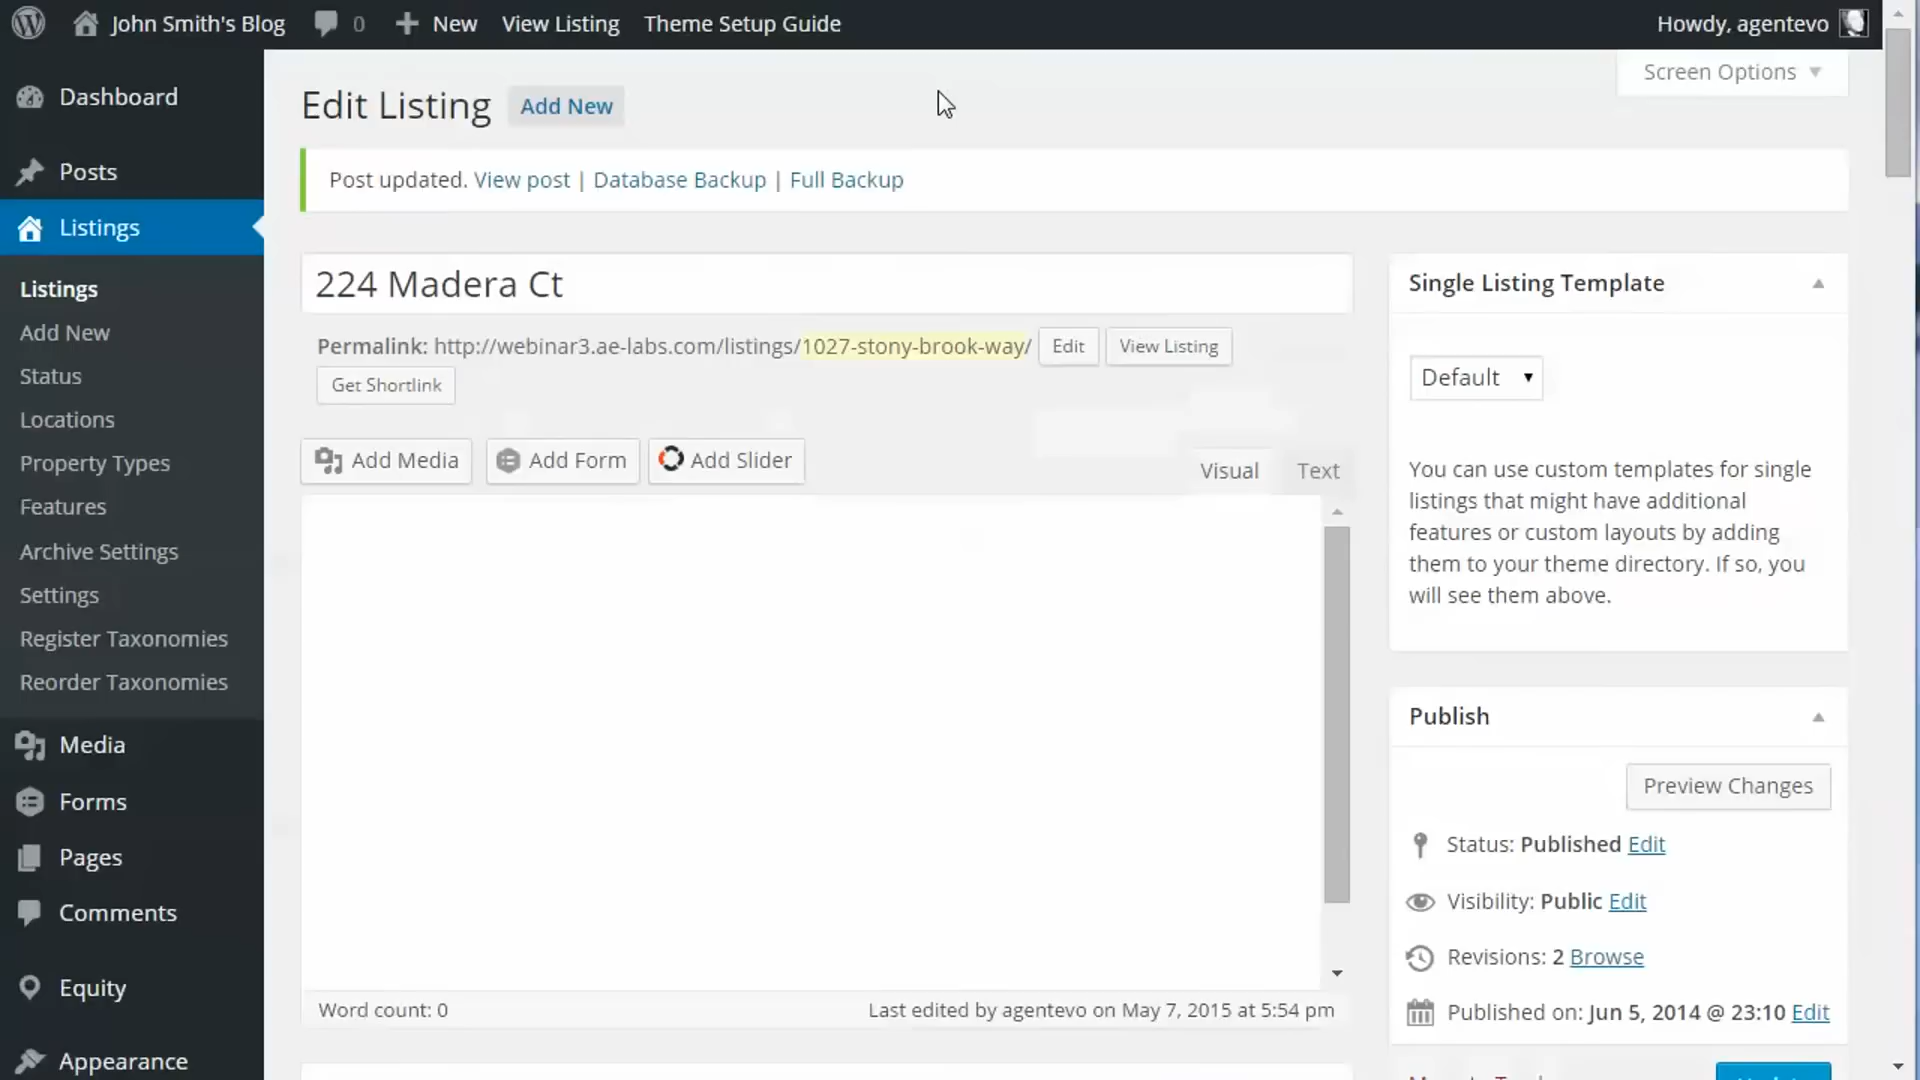 John Smith's Blog 0 New View Listing Theme Setup Guide Howdy, agentevo
Screen Options
Dashboard
Posts
Listings
Listings
Add New
Status
Locations
Property Types
Features
Archive Settings
Settings
Register Taxonomies
Reorder Taxonomies
Media
Forms
Pages
Comments
Equity
Appearance
Edit Listing Add New
Post updated. View post | Database Backup | Full Backup
224 Madera Ct
Permalink: http://webinar3.ae-labs.com/listings/1027-stony-brook-way/ Edit View Listing
Get Shortlink
Add Media Add Form Add Slider Visual Text
Word count: 0 Last edited by agentevo on May 7, 2015 at 5:54 pm
Single Listing Template
Default
You can use custom templates for single
listings that might have additional
features or custom layouts by adding
them to your theme directory. If so, you
will see them above.
Publish
Preview Changes
Status: Published Edit
Visibility: Public Edit
Revisions: 2 Browse
Published on: Jun 5, 2014 @ 23:10 Edit